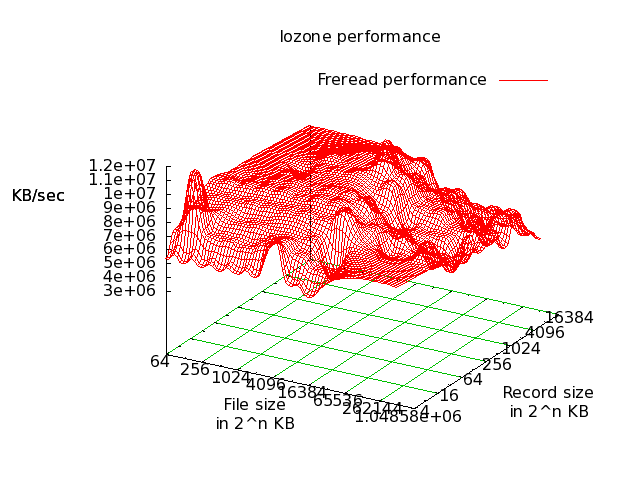 Iozone performance
Freread performance
KB/sec
1.2e+07
1.1e+07
1e+07
9e+06
8e+06
7e+06
6e+06
5e+06
4e+06
3e+06
64
256
1024
4096
16384
65536
262144
1.04858e+06
File size
in 2^n KB
4
16
64
256
1024
4096
16384
Record size
in 2^n KB